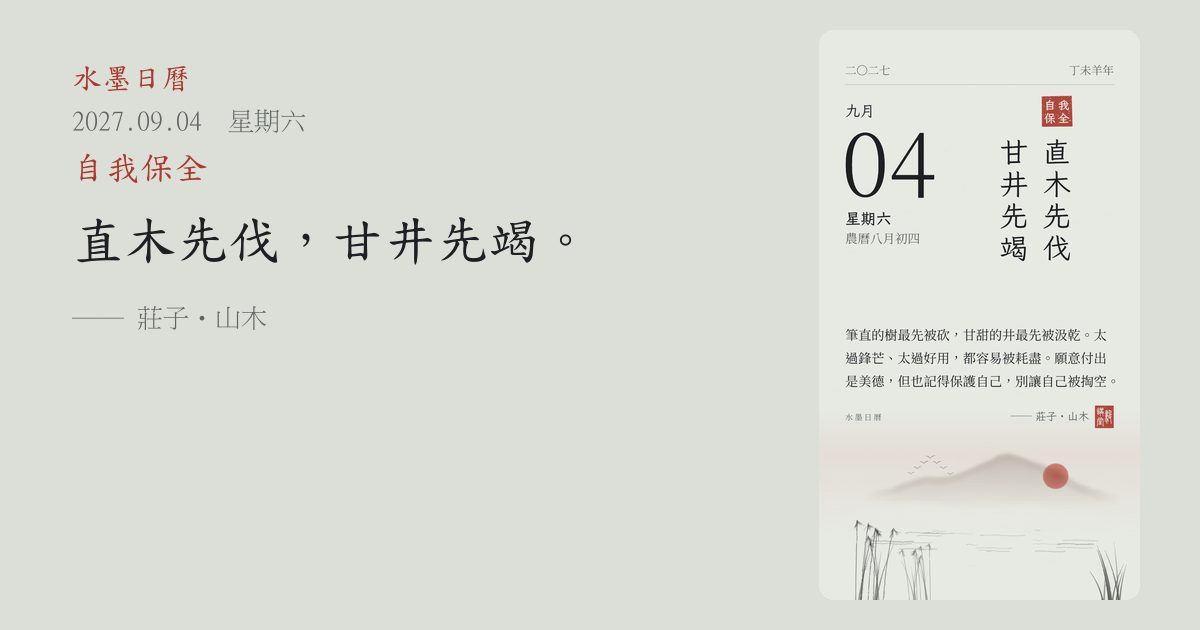 水墨日曆
2027.09.04 星期六
自我保全
直木先伐，甘井先竭。
—— 莊子・山木
二〇二七
丁未羊年
九月
04
星期六
農曆八月初四
自我保全
直木先伐
甘井先竭
筆直的樹最先被砍，甘甜的井最先被汲乾。太
過鋒芒、太過好用，都容易被耗盡。願意付出
是美德，但也記得保護自己，別讓自己被掏空。
水墨日曆
—— 莊子・山木